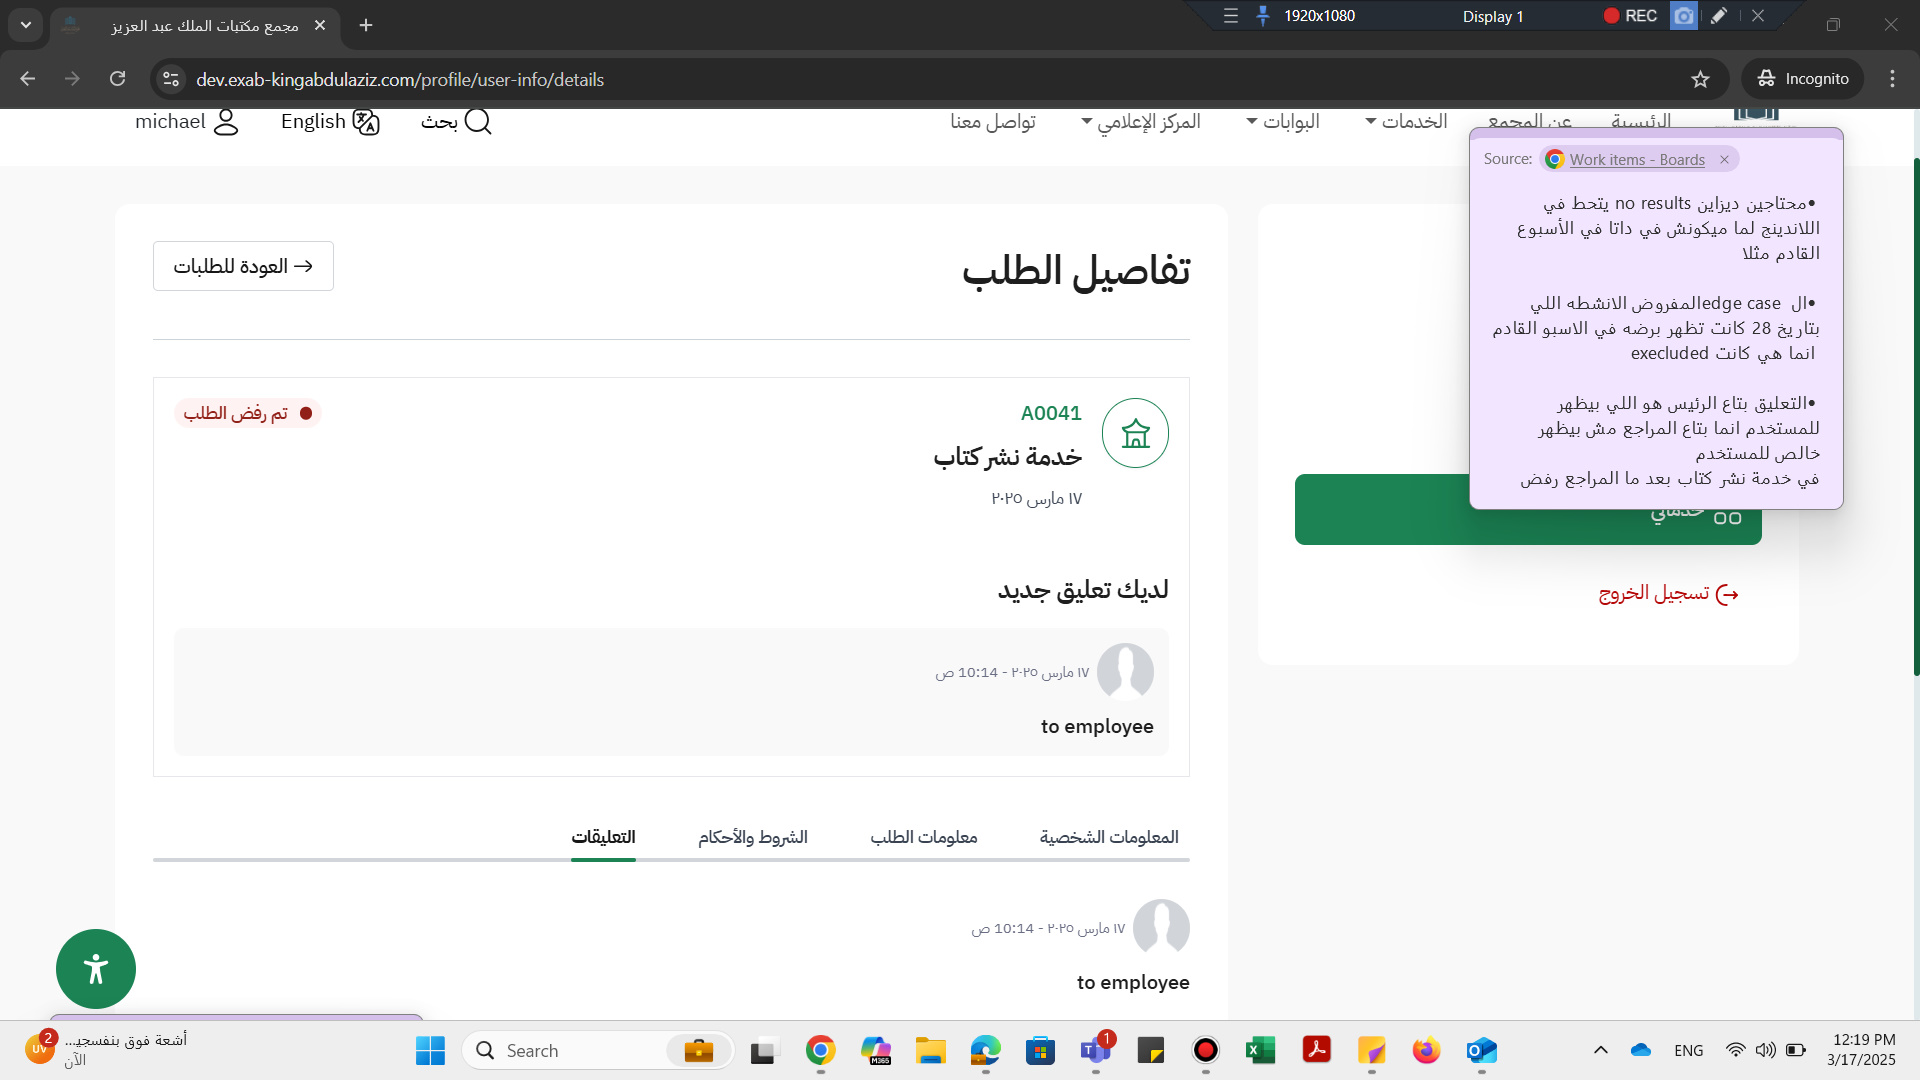 مجمع مكتبات الملك عبد العزيز
1920x1080
Display 1
REC
dev.exab-kingabdulaziz.com/profile/user-info/details
Incognito
الرئيسية
عن المجمع
الخدمات
البوابات
المركز الإعلامي
تواصل معنا
بحث
English
michael
Source: Work items - Boards
•محتاجين ديزاين no results يتحط في
اللاندينج لما ميكونش في داتا في الأسبوع
القادم مثلا
•ال edge caseالمفروض الانشطه اللي
بتاريخ 28 كانت تظهر برضه في الاسبو القادم
انما هي كانت execluded
•التعليق بتاع الرئيس هو اللي بيظهر
للمستخدم انما بتاع المراجع مش بيظهر
خالص للمستخدم
في خدمة نشر كتاب بعد ما المراجع رفض
خدماتي
تسجيل الخروج
تفاصيل الطلب
العودة للطلبات
A0041
تم رفض الطلب
خدمة نشر كتاب
١٧ مارس ٢٠٢٥
لديك تعليق جديد
١٧ مارس ٢٠٢٥ - 10:14 ص
to employee
المعلومات الشخصية
معلومات الطلب
الشروط والأحكام
التعليقات
١٧ مارس ٢٠٢٥ - 10:14 ص
to employee
2
UV
أشعة فوق بنفسجي...
الآن
Search
M365
1
ENG
12:19 PM
3/17/2025